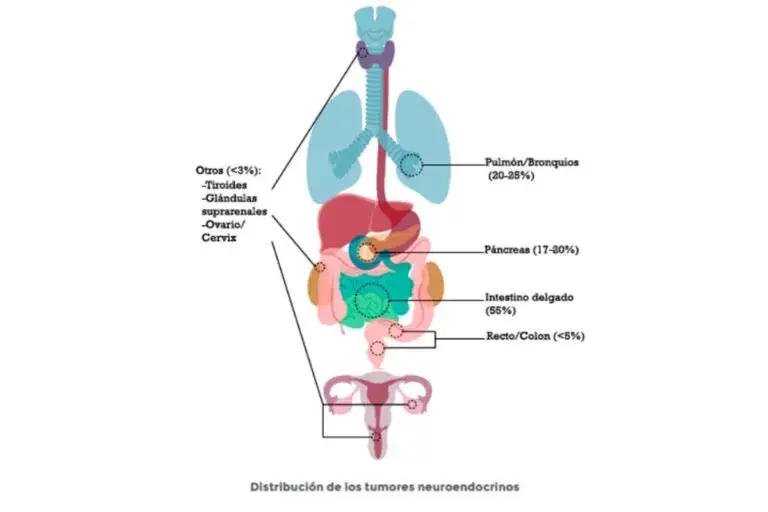 Otros (<3%):
-Tiroides
-Glándulas
suprarenales
-Ovario/
Cervix
Pulmón/Bronquios
(20-25%)
Páncreas (17-20%)
Intestino delgado
(55%)
Recto/Colon (<5%)
Distribución de los tumores neuroendocrinos